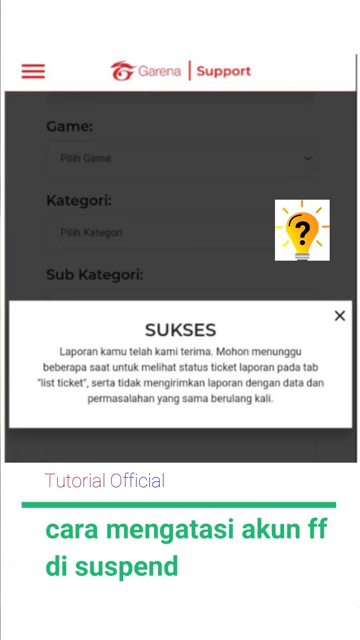 Garena | Support
Game:
Pilih Game
Kategori:
Pilih Kategori
?
Sub Kategori:
SUKSES
Laporan kamu telah kami terima. Mohon menunggu
beberapa saat untuk melihat status ticket laporan pada tab
"list ticket", serta tidak mengirimkan laporan dengan data dan
permasalahan yang sama berulang kali.
Tutorial Official
cara mengatasi akun ff
di suspend